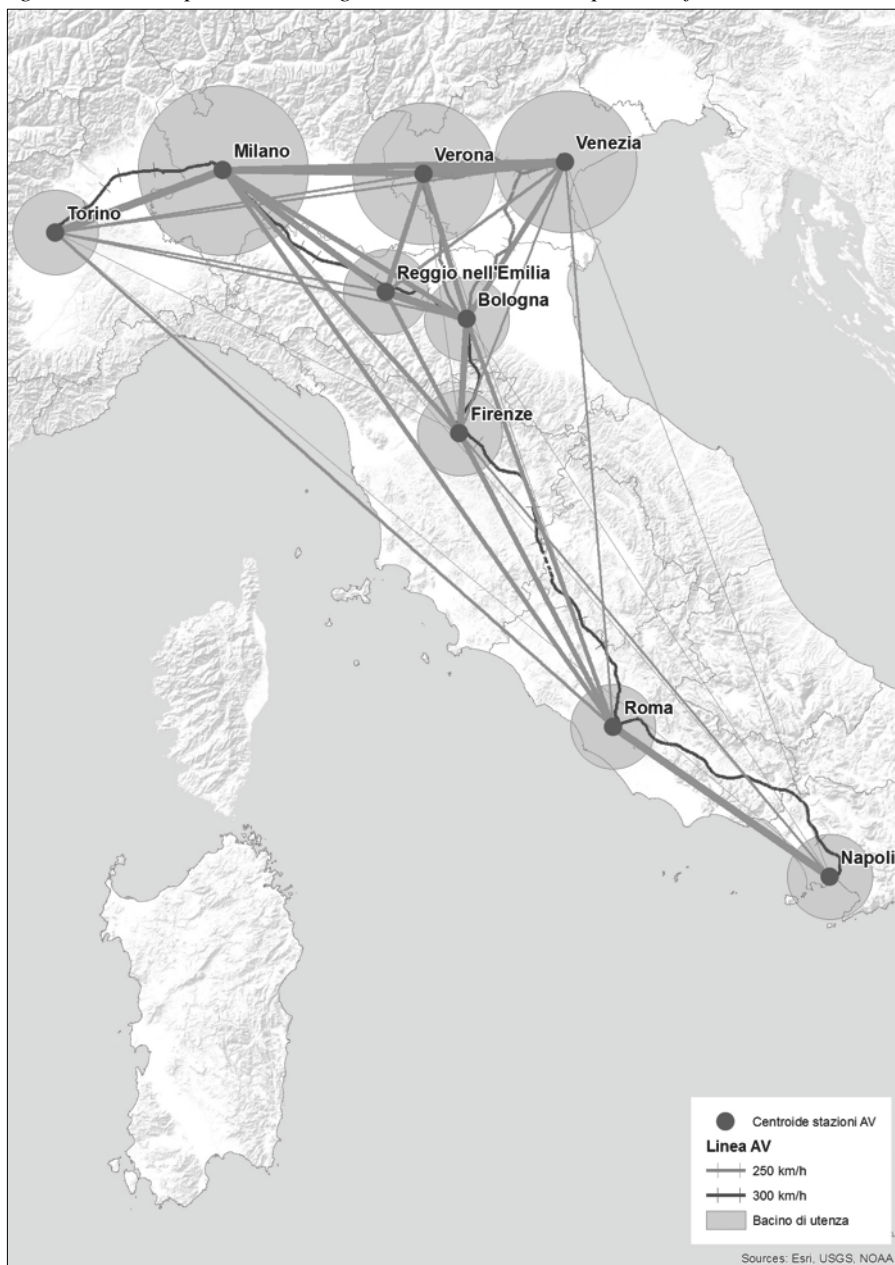 Milano
Verona
Venezia
Torino
Reggio nell'Emilia
Bologna
Firenze
Roma
Napoli
Centroide stazioni AV
Linea AV
250 km/h
300 km/h
Bacino di utenza
Sources: Esri, USGS, NOAA